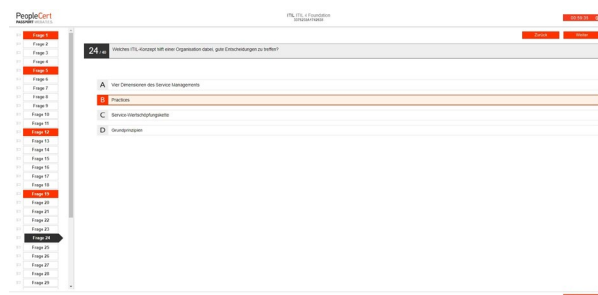 PeopleCert
ITIL ITIL 4 Foundation
Zurück
Weiter
Frage 1
Frage 2
Frage 3
Frage 4
Frage 5
Frage 6
Frage 7
Frage 8
Frage 9
Frage 10
Frage 11
Frage 12
Frage 13
Frage 14
Frage 15
Frage 16
Frage 17
Frage 18
Frage 19
Frage 20
Frage 21
Frage 22
Frage 23
Frage 24
Frage 25
Frage 26
Frage 27
Frage 28
Frage 29
24 / 40 Welches ITIL-Konzept hilft einer Organisation dabei, gute Entscheidungen zu treffen?
A Vier Dimensionen des Service Managements
B Practices
C Service-Wertschöpfungskette
D Grundprinzipien